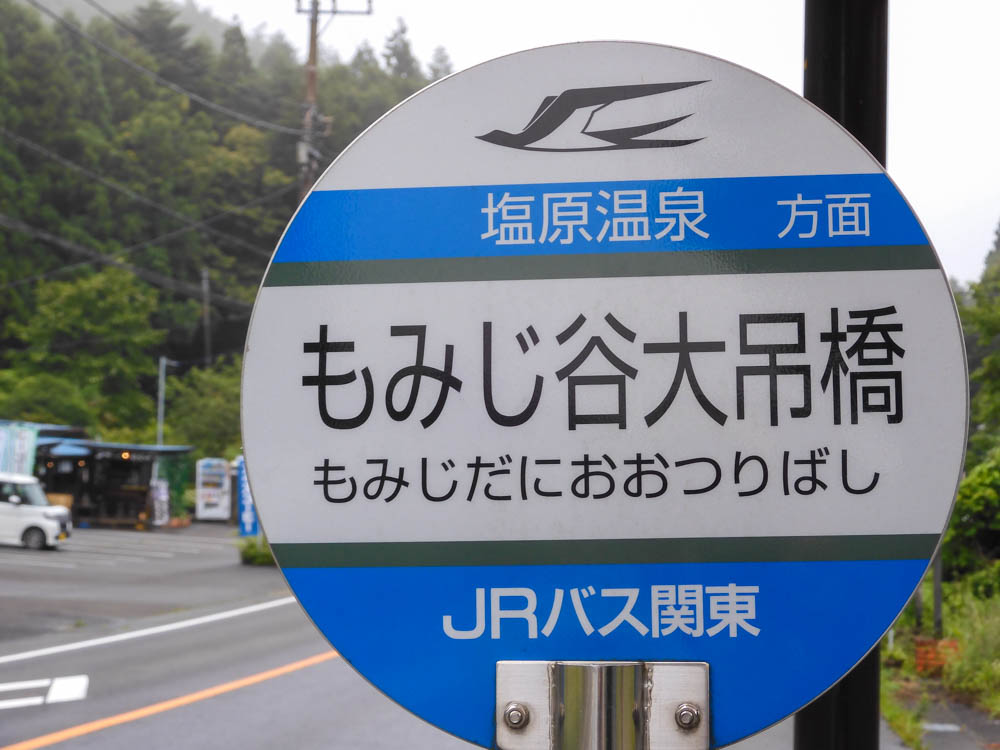 塩原温泉 方面
もみじ谷大吊橋
もみじだにおおつりばし
JRバス関東